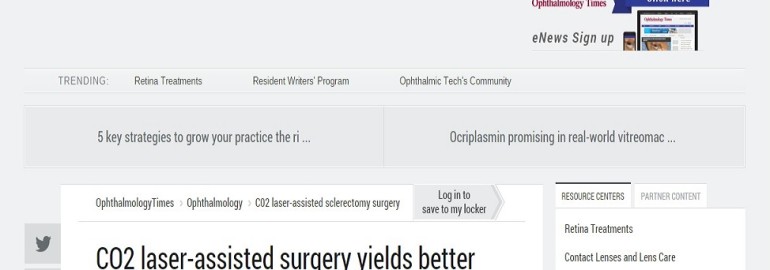 Ophthalmology Times
eNews Sign up
TRENDING: Retina Treatments Resident Writers' Program Ophthalmic Tech's Community
5 key strategies to grow your practice the ri ... Ocriplasmin promising in real-world vitreomac ...
OphthalmologyTimes › Ophthalmology › CO2 laser-assisted sclerectomy surgery
Log in to
save to my locker
RESOURCE CENTERS PARTNER CONTENT
Retina Treatments
Contact Lenses and Lens Care
CO2 laser-assisted surgery yields better